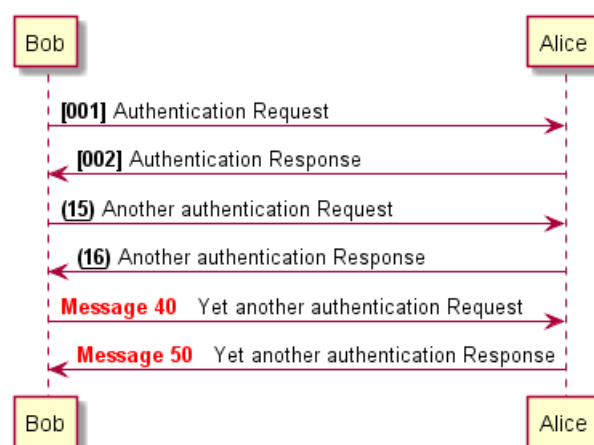 Bob Alice
[001] Authentication Request
[002] Authentication Response
(15) Another authentication Request
(16) Another authentication Response
Message 40 Yet another authentication Request
Message 50 Yet another authentication Response
Bob Alice